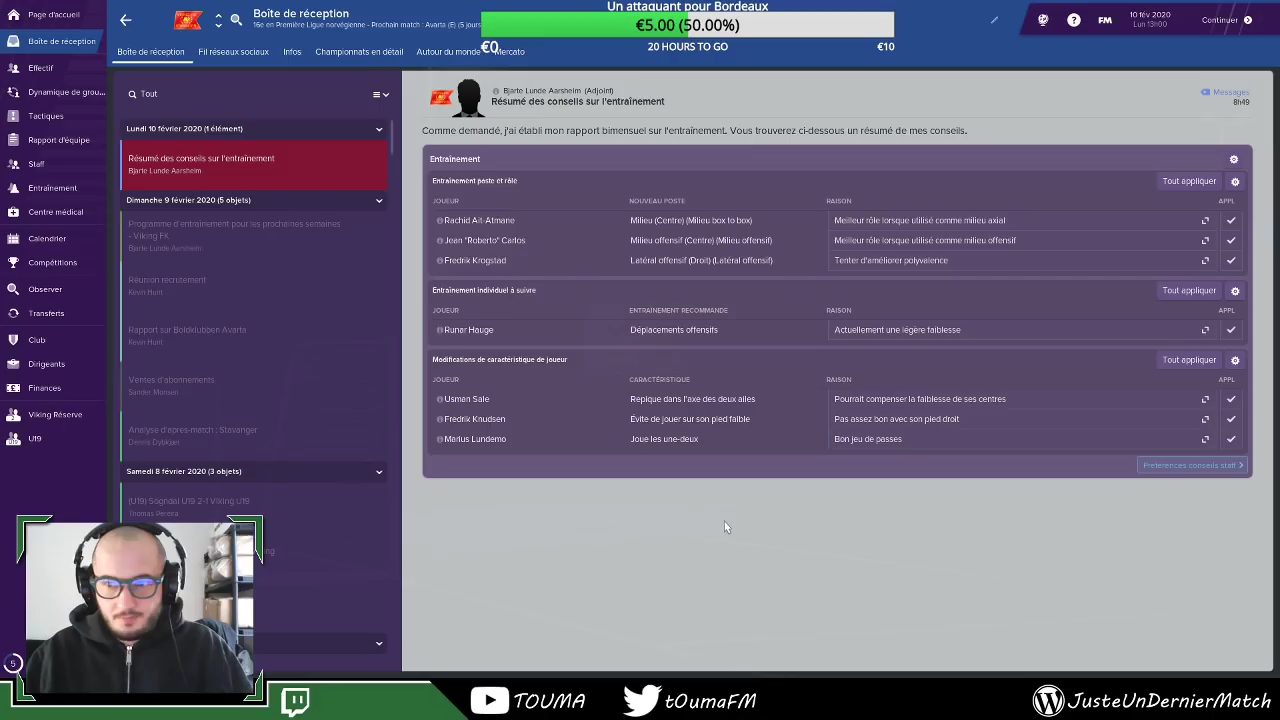 Un attaquant pour Bordeaux
€5.00 (50.00%)
€0
20 HOURS TO GO
€10
Boîte de réception
16e en Première Ligue norvégienne - Prochain match : Avarta (E) (5 jours
10 fév 2020
Lun 13h00
Continuer
Boîte de réception
Fil réseaux sociaux
Infos
Championnats en détail
Autour du monde
Mercato
Page d'accueil
Boîte de réception
Effectif
Dynamique de grou...
Tactiques
Rapport d'équipe
Staff
Entraînement
Centre médical
Calendrier
Compétitions
Observer
Transferts
Club
Dirigeants
Finances
Viking Réserve
U19
5
Tout
Lundi 10 février 2020 (1 élément)
Résumé des conseils sur l'entraînement
Bjarte Lunde Aarsheim
Dimanche 9 février 2020 (5 objets)
Programme d'entraînement pour les prochaines semaines
- Viking FK
Bjarte Lunde Aarsheim
Réunion recrutement
Kevin Hunt
Rapport sur Boldklubben Avarta
Kevin Hunt
Ventes d'abonnements
Sander Monsen
Analyse d'après-match : Stavanger
Dennis Dybkjær
Samedi 8 février 2020 (3 objets)
(U19) Sogndal U19 2-1 Viking U19
Thomas Pereira
Bjarte Lunde Aarsheim (Adjoint)
Résumé des conseils sur l'entraînement
Messages
8h49
Comme demandé, j'ai établi mon rapport bimensuel sur l'entraînement. Vous trouverez ci-dessous un résumé de mes conseils.
Entraînement
Entraînement poste et rôle
Tout appliquer
JOUEUR NOUVEAU POSTE RAISON APPL
Rachid Aït-Atmane Milieu (Centre) (Milieu box to box) Meilleur rôle lorsque utilisé comme milieu axial
Jean "Roberto" Carlos Milieu offensif (Centre) (Milieu offensif) Meilleur rôle lorsque utilisé comme milieu offensif
Fredrik Krogstad Latéral offensif (Droit) (Latéral offensif) Tenter d'améliorer polyvalence
Entraînement individuel à suivre
Tout appliquer
JOUEUR ENTRAÎNEMENT RECOMMANDÉ RAISON APPL
Runar Hauge Déplacements offensifs Actuellement une légère faiblesse
Modifications de caractéristique de joueur
Tout appliquer
JOUEUR CARACTÉRISTIQUE RAISON APPL
Usman Sale Repique dans l'axe des deux ailes Pourrait compenser la faiblesse de ses centres
Fredrik Knudsen Évite de jouer sur son pied faible Pas assez bon avec son pied droit
Marius Lundemo Joue les une-deux Bon jeu de passes
Préférences conseils staff
TOUMA
tOumaFM
JusteUnDernierMatch